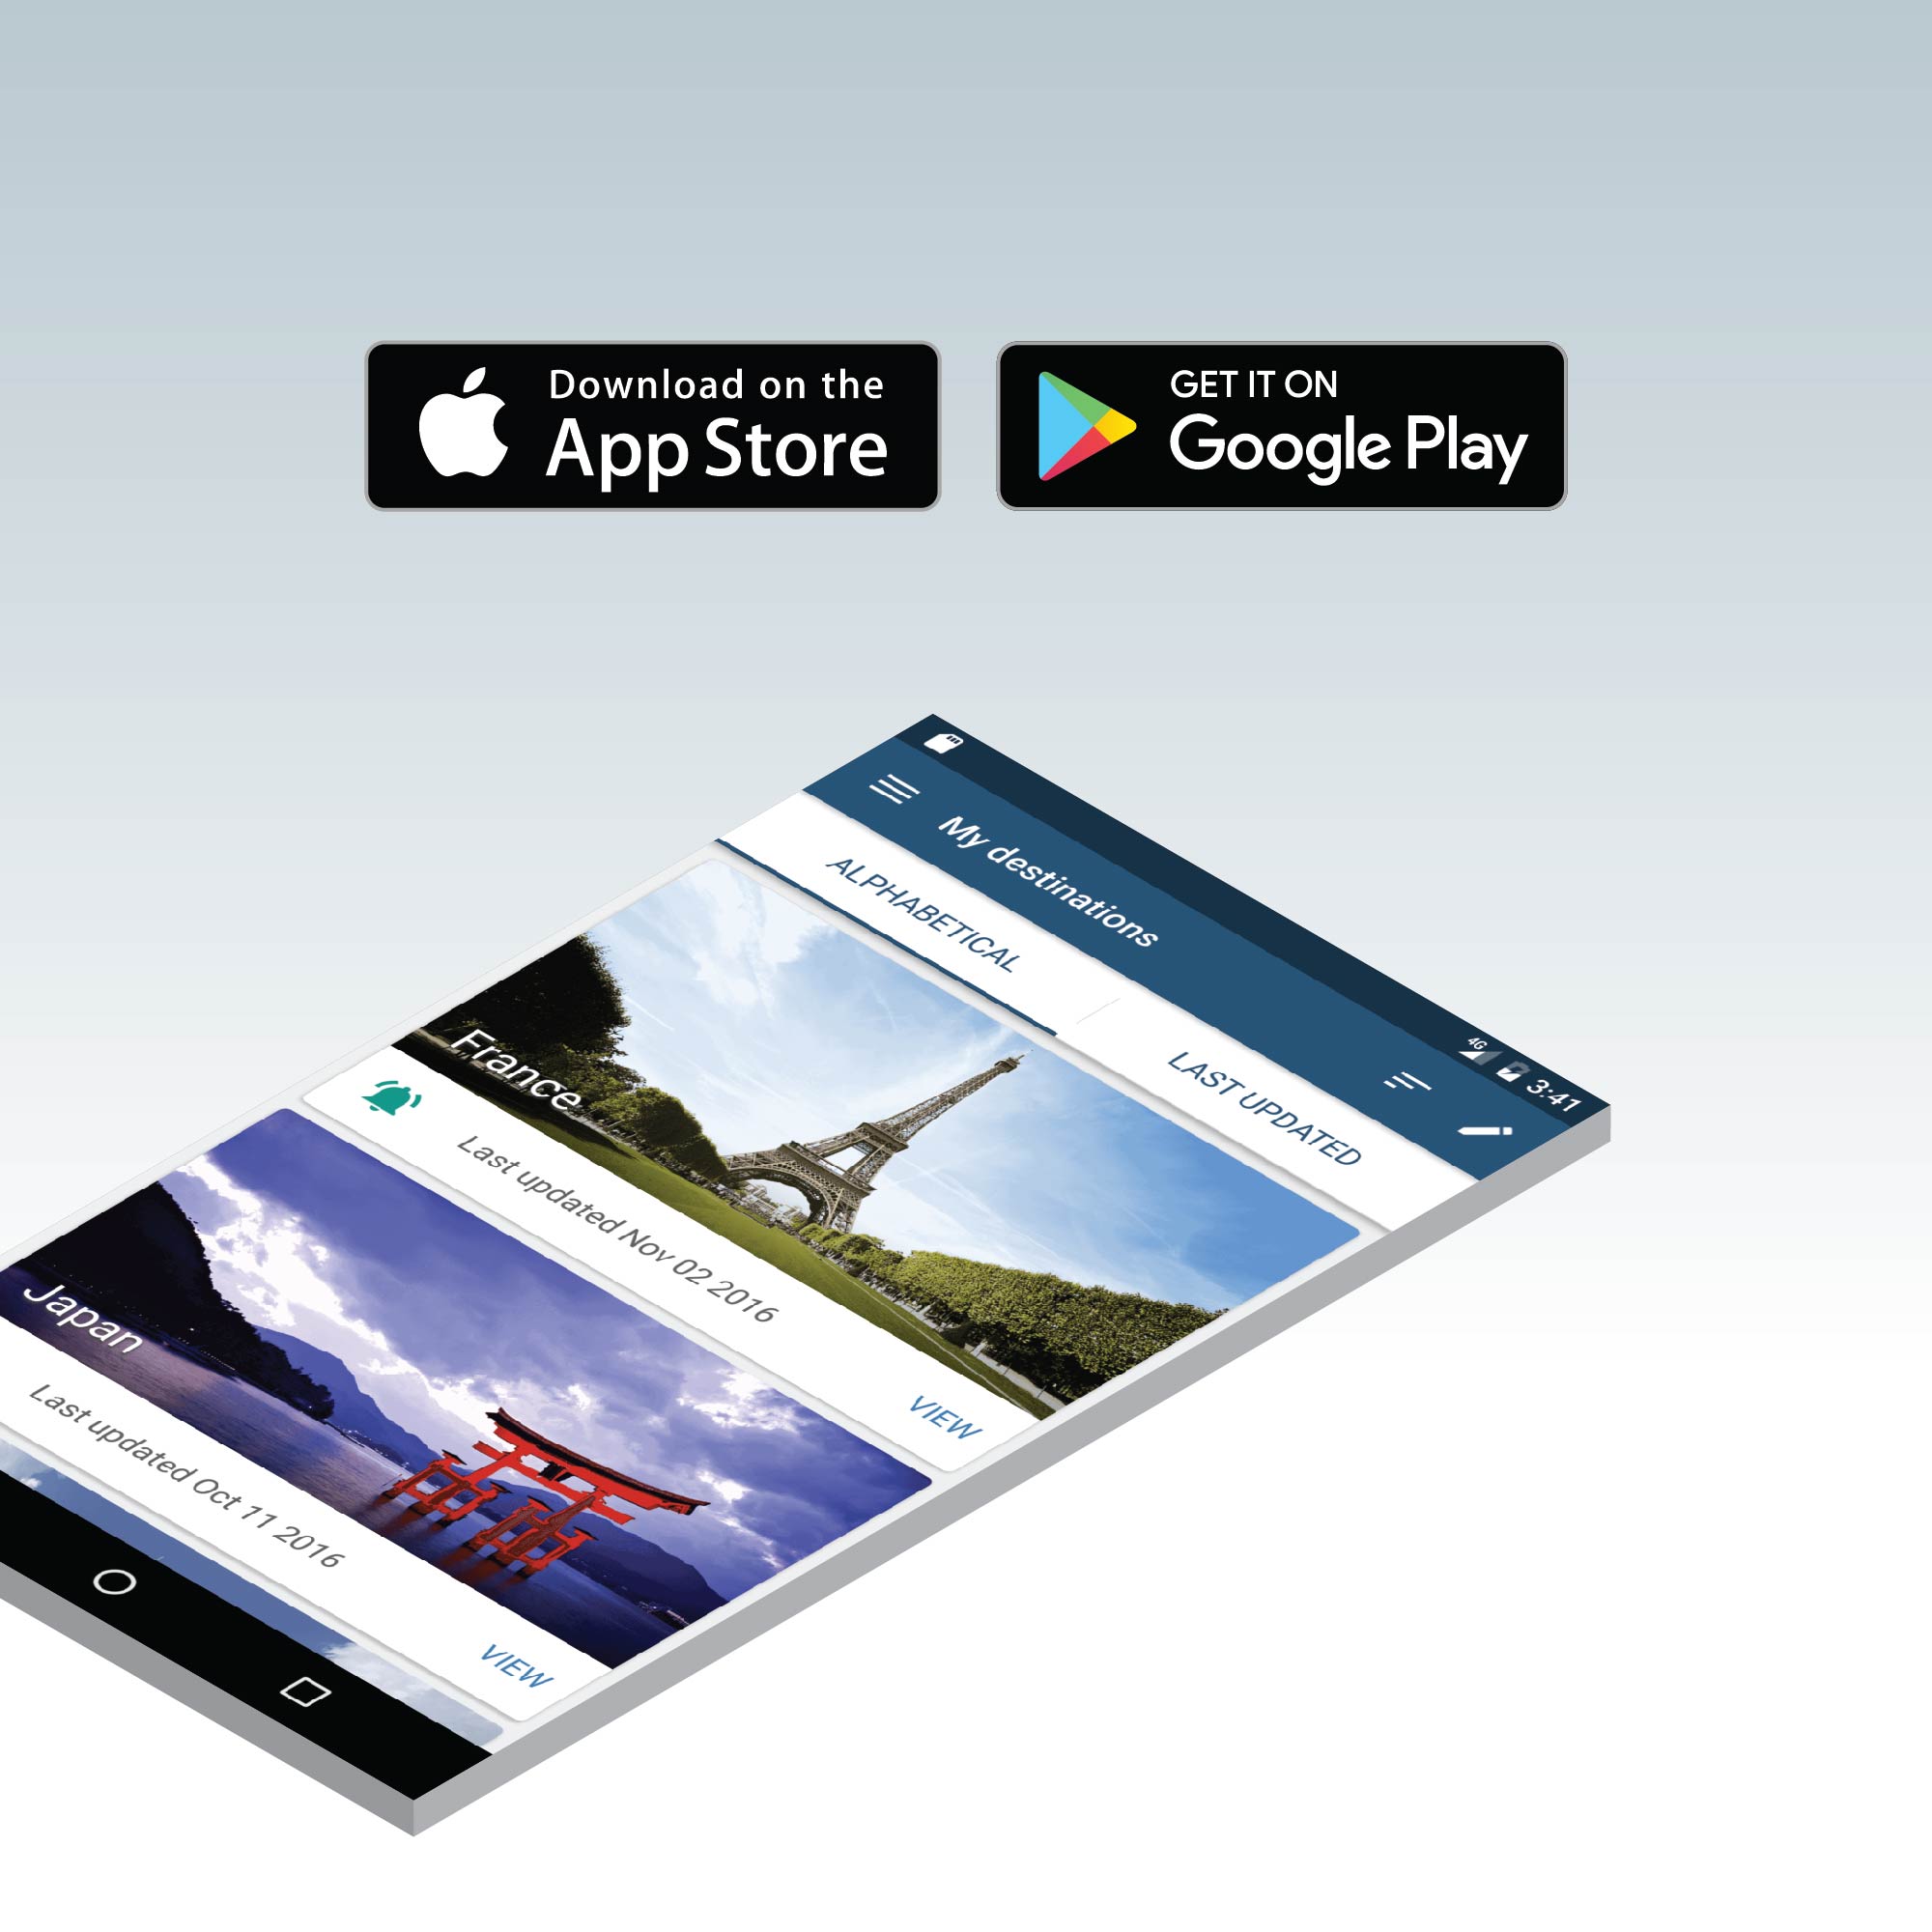 Download on the
App Store
GET IT ON
Google Play
4G
3:41
My destinations
ALPHABETICAL
LAST UPDATED
France
Last updated Nov 02 2016
VIEW
Japan
Last updated Oct 11 2016
VIEW